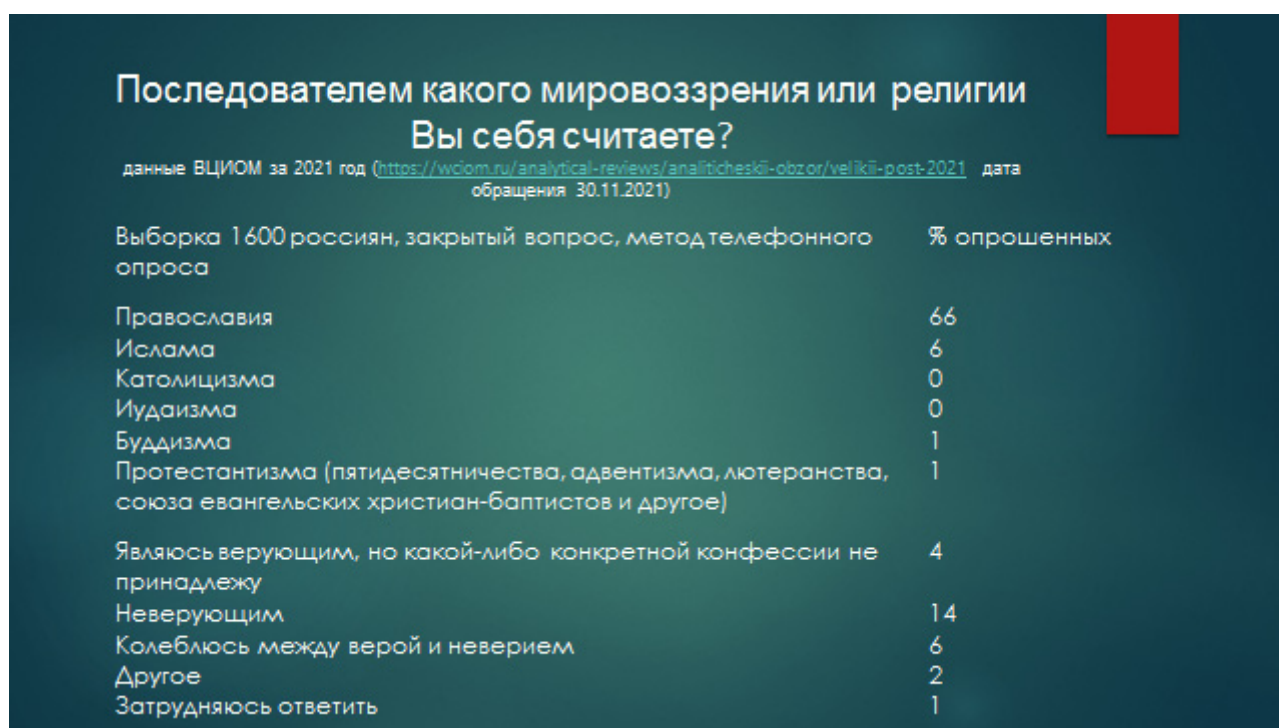 Последователем какого мировоззрения или религии
Вы себя считаете?
данные ВЦИОМ за 2021 год (https://wciom.ru/analytical-reviews/analiticheskii-obzor/velikii-post-2021 дата
обращения 30.11.2021)
Выборка 1600 россиян, закрытый вопрос, метод телефонного % опрошенных
опроса
Православия 66
Ислама 6
Католицизма 0
Иудаизма 0
Буддизма 1
Протестантизма (пятидесятничества, адвентизма, лютеранства, 1
союза евангельских христиан-баптистов и другое)
Являюсь верующим, но какой-либо конкретной конфессии не 4
принадлежу
Неверующим 14
Колеблюсь между верой и неверием 6
Другое 2
Затрудняюсь ответить 1